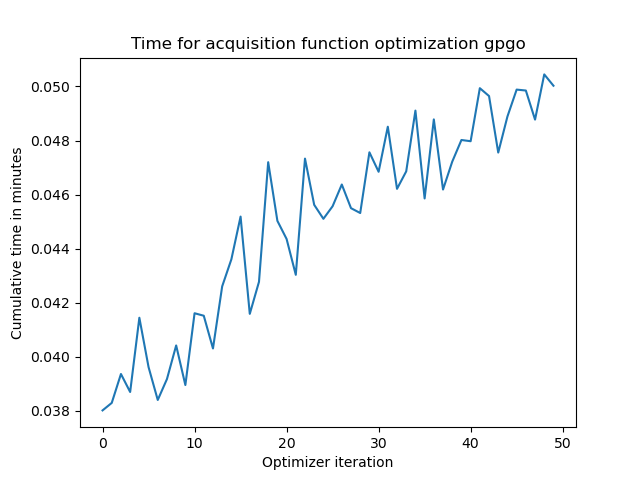 Time for acquisition function optimization gpgo
0.050
0.048
0.046
0.044
0.042
0.040
0.038
Cumulative time in minutes
0 10 20 30 40 50
Optimizer iteration